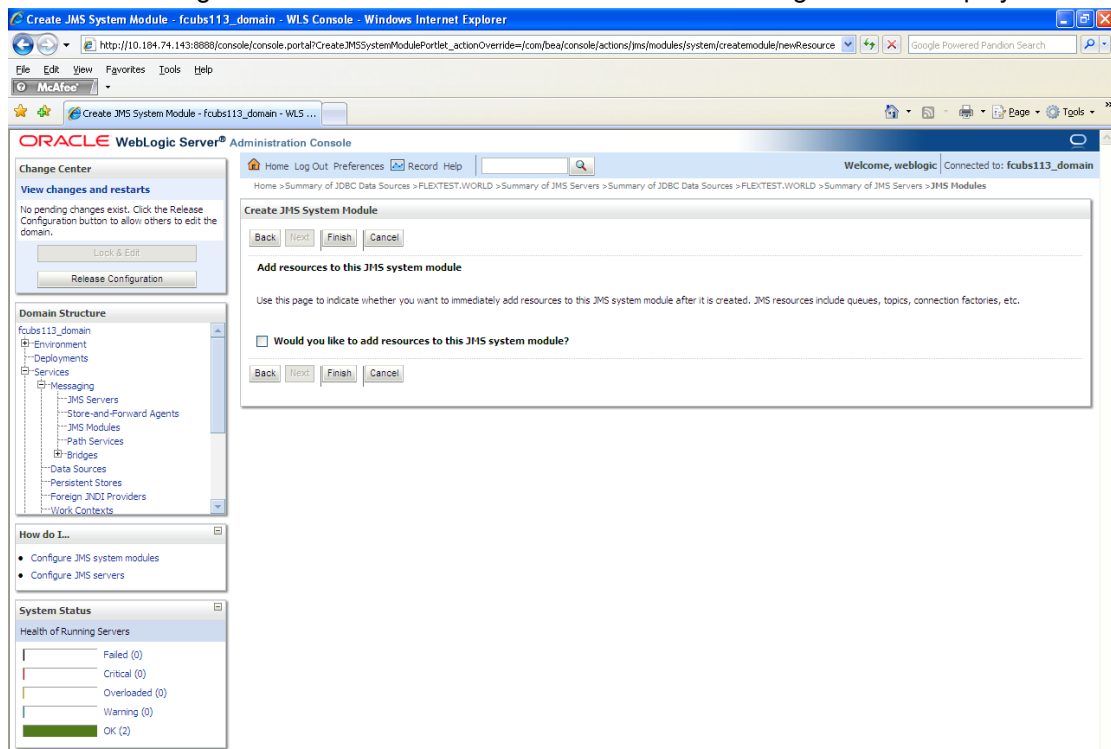 Create JMS System Module - fcubs113_domain - WLS Console - Windows Internet Explorer
http://10.184.74.143:8888/console/console.portal?CreateJMSSystemModulePortlet_actionOverride=/com/bea/console/actions/jms/modules/system/createmodule/newResource
Google Powered Pandion Search
File Edit View Favorites Tools Help
McAfee
Create JMS System Module - fcubs113_domain - WLS ...
Page Tools »
ORACLE WebLogic Server® Administration Console
Change Center
View changes and restarts
No pending changes exist. Click the Release
Configuration button to allow others to edit the
domain.
Lock & Edit
Release Configuration
Domain Structure
fcubs113_domain
Environment
Deployments
Services
Messaging
JMS Servers
Store-and-Forward Agents
JMS Modules
Path Services
Bridges
Data Sources
Persistent Stores
Foreign JNDI Providers
Work Contexts
How do I...
Configure JMS system modules
Configure JMS servers
System Status
Health of Running Servers
Failed (0)
Critical (0)
Overloaded (0)
Warning (0)
OK (2)
Home Log Out Preferences Record Help
Welcome, weblogic Connected to: fcubs113_domain
Home >Summary of JDBC Data Sources >FLEXTEST.WORLD >Summary of JMS Servers >Summary of JDBC Data Sources >FLEXTEST.WORLD >Summary of JMS Servers >JMS Modules
Create JMS System Module
Back Next Finish Cancel
Add resources to this JMS system module
Use this page to indicate whether you want to immediately add resources to this JMS system module after it is created. JMS resources include queues, topics, connection factories, etc.
Would you like to add resources to this JMS system module?
Back Next Finish Cancel